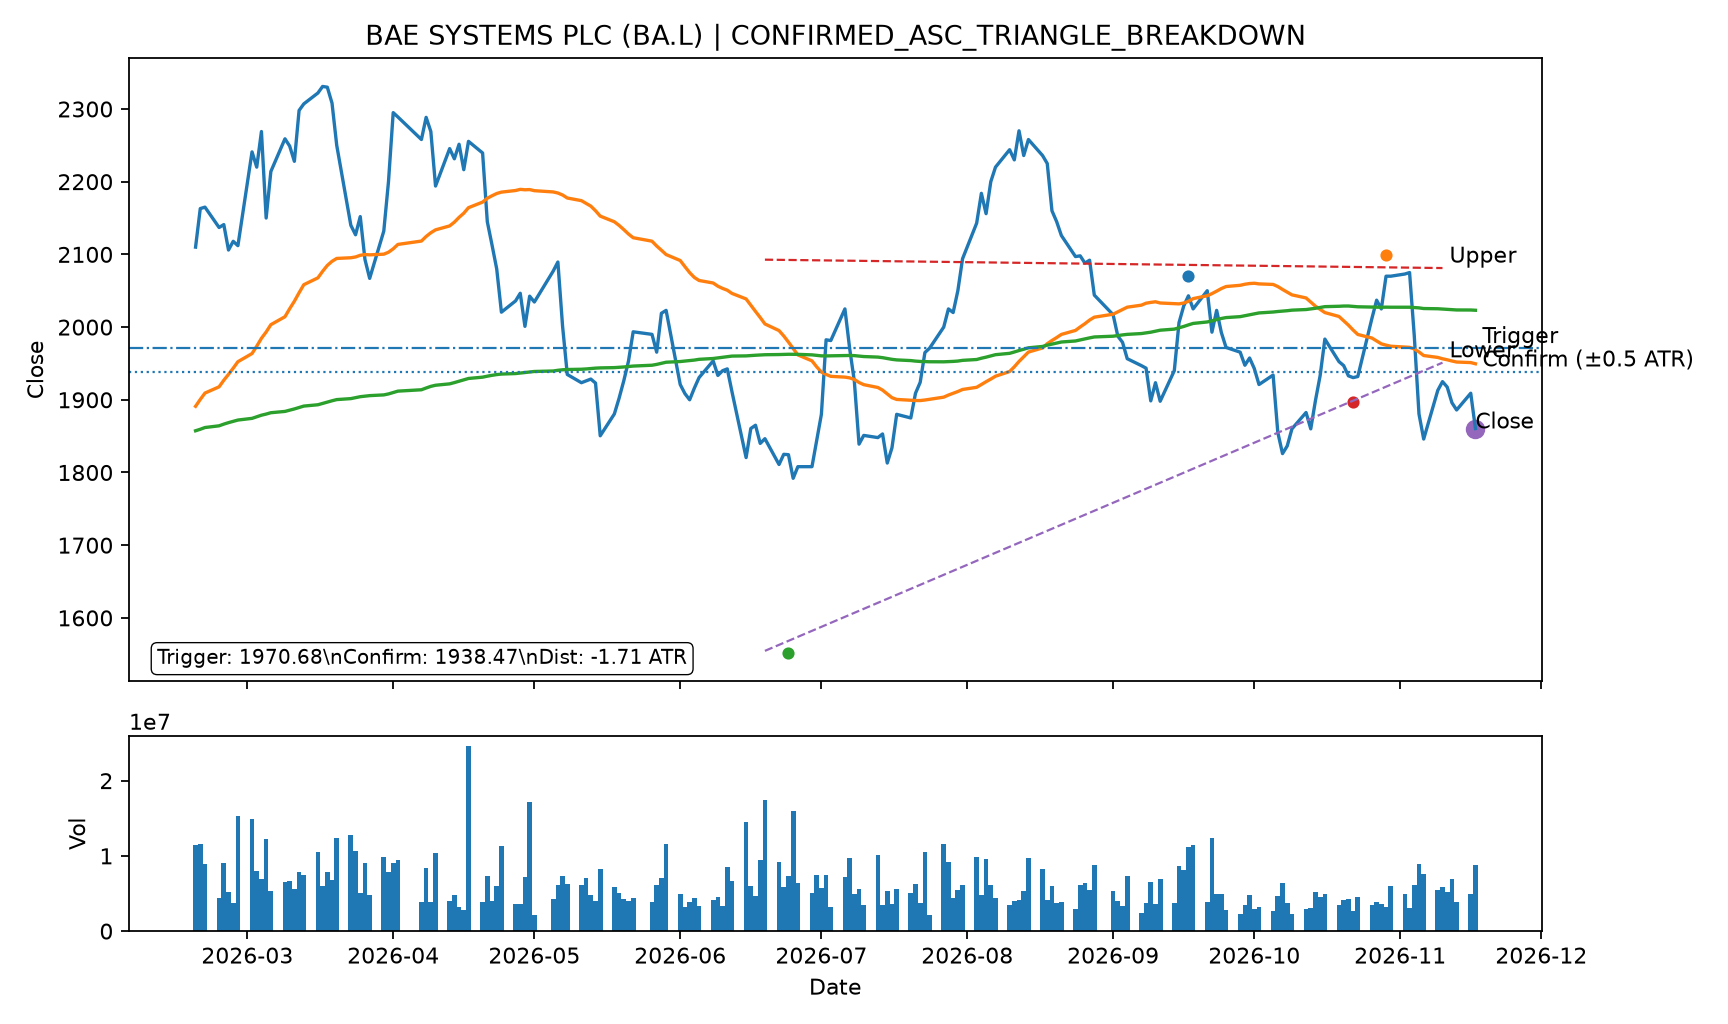 BAE SYSTEMS PLC (BA.L) | CONFIRMED_ASC_TRIANGLE_BREAKDOWN
Close
2300
2200
2100
2000
1900
1800
1700
1600
Upper
Trigger
Lower
Confirm (±0.5 ATR)
Close
Trigger: 1970.68\nConfirm: 1938.47\nDist: -1.71 ATR
1e7
Vol
2
1
0
2026-03 2026-04 2026-05 2026-06 2026-07 2026-08 2026-09 2026-10 2026-11 2026-12
Date